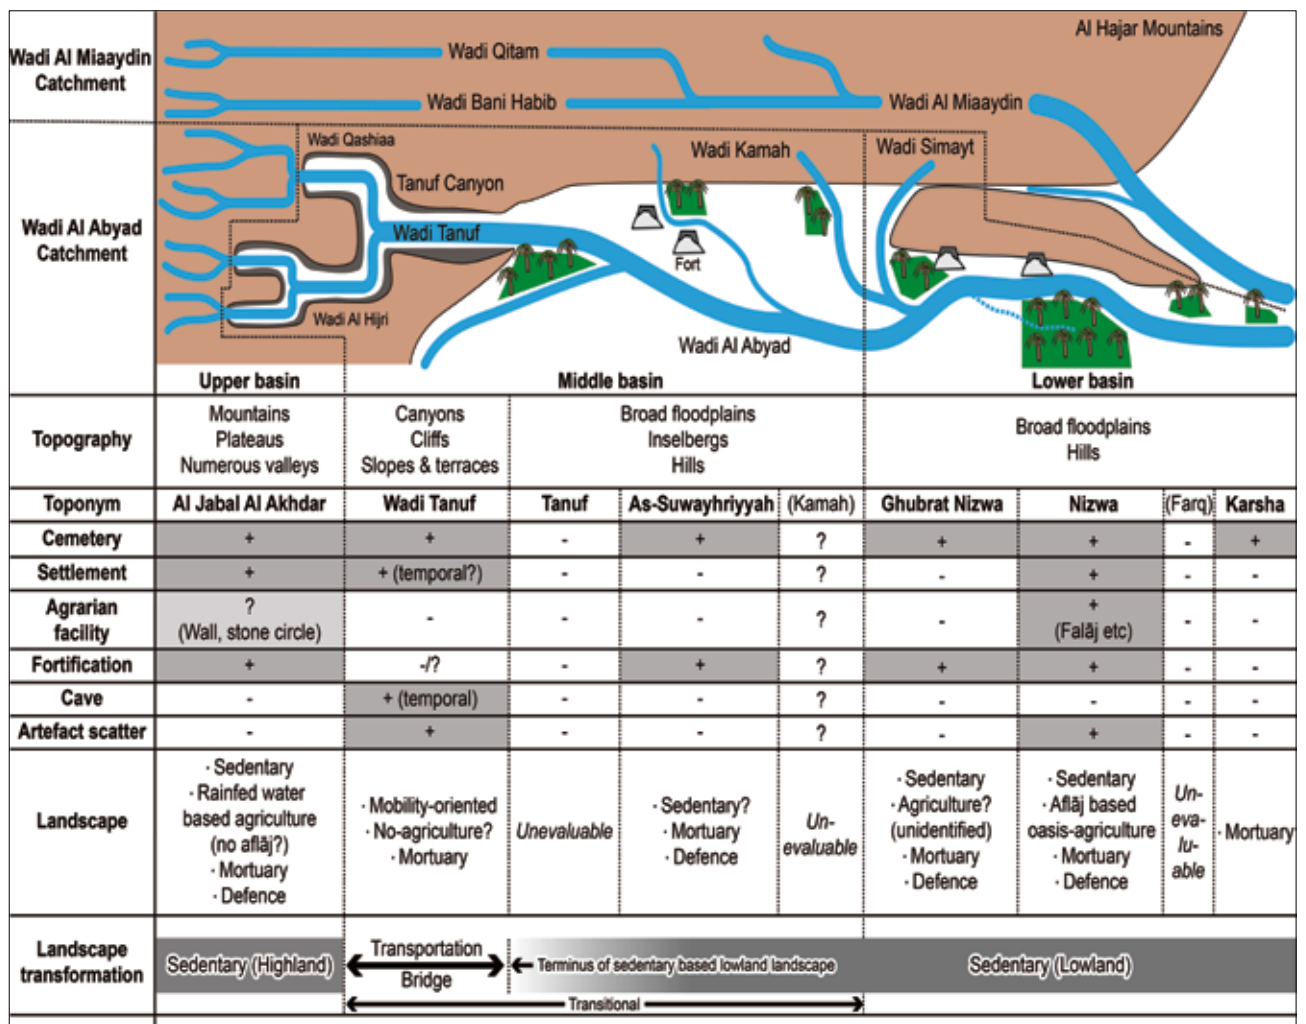 Al Hajar Mountains
Wadi Al Miaaydin
Catchment
Wadi Qitam
Wadi Bani Habib
Wadi Al Miaaydin
Wadi Al Abyad
Catchment
Wadi Qashiaa
Wadi Kamah
Wadi Simayt
Tanuf Canyon
Wadi Tanuf
Fort
Wadi Al Hijri
Wadi Al Abyad
Upper basin
Middle basin
Lower basin
Topography
Mountains
Plateaus
Numerous valleys
Canyons
Cliffs
Slopes & terraces
Broad floodplains
Inselbergs
Hills
Broad floodplains
Hills
Toponym Al Jabal Al Akhdar Wadi Tanuf Tanuf As-Suwayhriyyah (Kamah) Ghubrat Nizwa Nizwa (Farq) Karsha
Cemetery + + - + ? + + - +
Settlement + + (temporal?) - - ? - + - -
Agrarian
facility
?
(Wall, stone circle)
- - - ? -
+
(Falāj etc)
- -
Fortification + -/? - + ? + + - -
Cave - + (temporal) - - ? - - - -
Artefact scatter - + - - ? - + - -
Landscape
· Sedentary
· Rainfed water
based agriculture
(no aflāj?)
· Mortuary
· Defence
· Mobility-oriented
· No-agriculture?
· Mortuary
Unevaluable
· Sedentary?
· Mortuary
· Defence
Un-
evaluable
· Sedentary
· Agriculture?
(unidentified)
· Mortuary
· Defence
· Sedentary
· Aflāj based
oasis-agriculture
· Mortuary
· Defence
Un-
eva-
lu-
able
· Mortuary
Landscape
transformation
Sedentary (Highland)
Transportation
Bridge
Terminus of sedentary based lowland landscape
Sedentary (Lowland)
Transitional